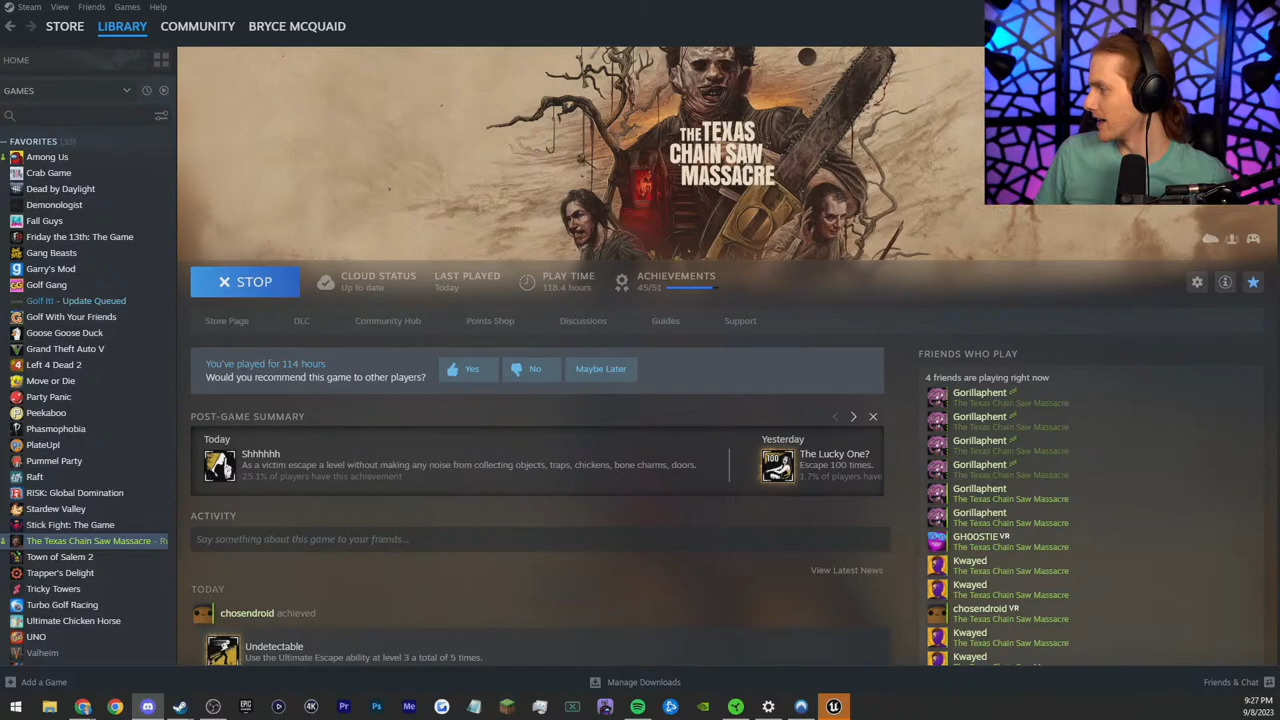 Steam View Friends Games Help
STORE LIBRARY COMMUNITY BRYCE MCQUAID
HOME
GAMES
FAVORITES (38)
Among Us
Crab Game
Dead by Daylight
Demonologist
Fall Guys
Friday the 13th: The Game
Gang Beasts
Garry's Mod
Golf Gang
Golf It! - Update Queued
Golf With Your Friends
Goose Goose Duck
Grand Theft Auto V
Left 4 Dead 2
Move or Die
Party Panic
Peekaboo
Phasmophobia
PlateUp!
Pummel Party
Raft
RISK: Global Domination
Stardew Valley
Stick Fight: The Game
The Texas Chain Saw Massacre - Ru
Town of Salem 2
Trapper's Delight
Tricky Towers
Turbo Golf Racing
Ultimate Chicken Horse
UNO
Valheim
THE TEXAS
CHAIN SAW
MASSACRE
STOP
CLOUD STATUS
Up to date
LAST PLAYED
Today
PLAY TIME
118.4 hours
ACHIEVEMENTS
45/51
Store Page DLC Community Hub Points Shop Discussions Guides Support
You've played for 114 hours
Would you recommend this game to other players?
Yes
No
Maybe Later
POST-GAME SUMMARY
Today
Shhhhhh
As a victim escape a level without making any noise from collecting objects, traps, chickens, bone charms, doors.
25.1% of players have this achievement
Yesterday
100
The Lucky One?
Escape 100 times.
1.7% of players have
ACTIVITY
Say something about this game to your friends...
View Latest News
TODAY
chosendroid achieved
Undetectable
Use the Ultimate Escape ability at level 3 a total of 5 times.
FRIENDS WHO PLAY
4 friends are playing right now
Gorillaphent zz
The Texas Chain Saw Massacre
Gorillaphent zz
The Texas Chain Saw Massacre
Gorillaphent zz
The Texas Chain Saw Massacre
Gorillaphent zz
The Texas Chain Saw Massacre
Gorillaphent
The Texas Chain Saw Massacre
Gorillaphent
The Texas Chain Saw Massacre
GH00STIE VR
The Texas Chain Saw Massacre
Kwayed
The Texas Chain Saw Massacre
Kwayed
The Texas Chain Saw Massacre
chosendroid VR
The Texas Chain Saw Massacre
Kwayed
The Texas Chain Saw Massacre
Kwayed
Add a Game
Manage Downloads
Friends & Chat
EPIC
4K
Pr
Ps
Me
9:27 PM
9/8/2023